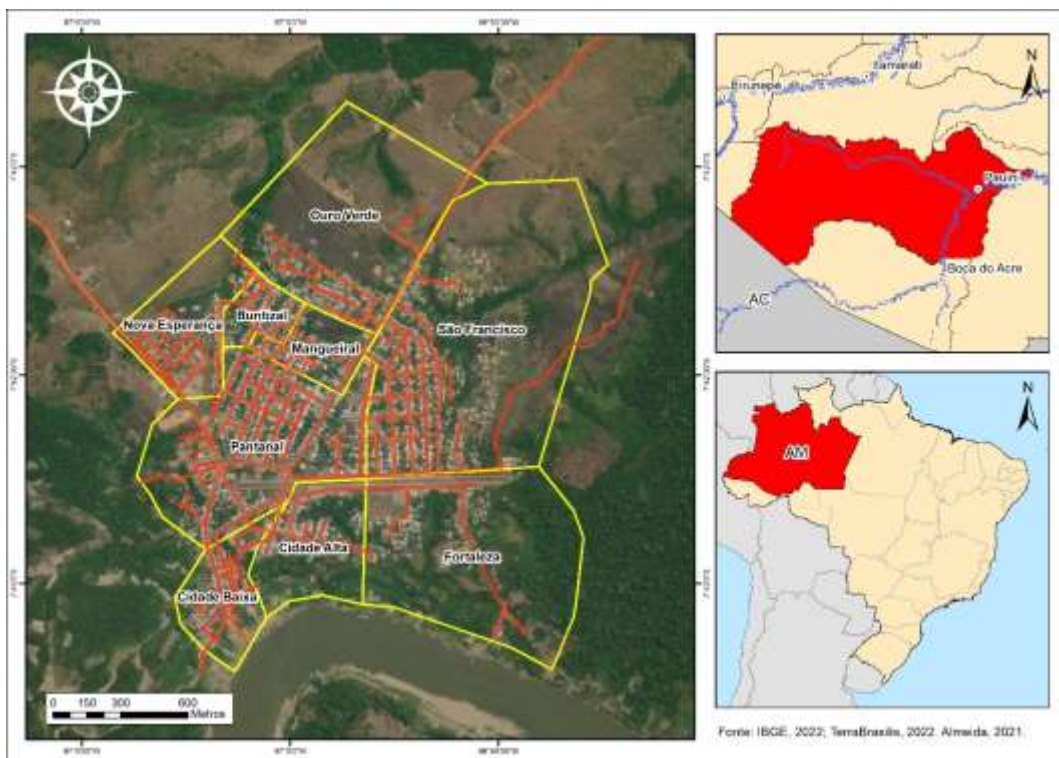 Ouro Verde
São Francisco
Nova Esperança
Buritizal
Mangueiral
Pantanal
Cidade Alta
Fortaleza
Cidade Baixa
0 150 300 600
Metros
N
Itamarati
Eirunepé
Pauini
Boca do Acre
AC
N
AM
Fonte: IBGE, 2022; TerraBrasilis, 2022. Almeida, 2021.